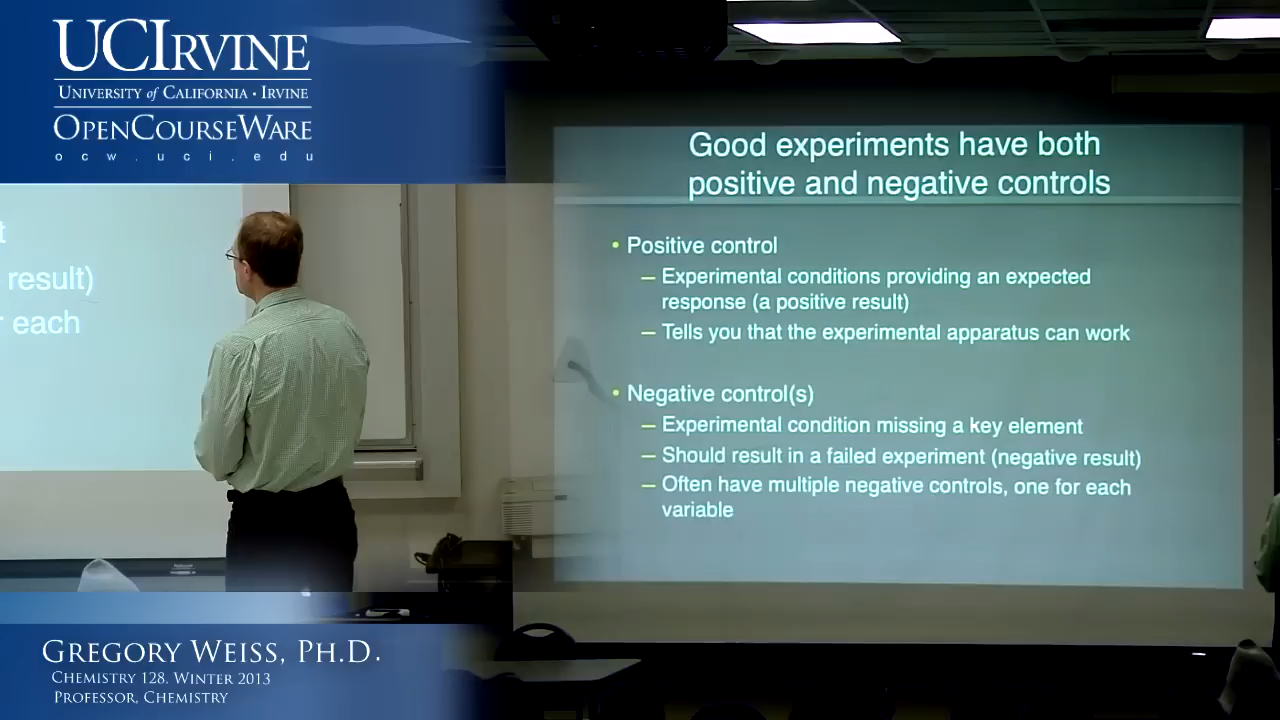 UCIRVINE
UNIVERSITY of CALIFORNIA • IRVINE
OPENCOURSEWARE
ocw.uci.edu
t
result)
r each
Good experiments have both
positive and negative controls
• Positive control
– Experimental conditions providing an expected
response (a positive result)
– Tells you that the experimental apparatus can work
• Negative control(s)
– Experimental condition missing a key element
– Should result in a failed experiment (negative result)
– Often have multiple negative controls, one for each
variable
GREGORY WEISS, PH.D.
CHEMISTRY 128. WINTER 2013
PROFESSOR, CHEMISTRY